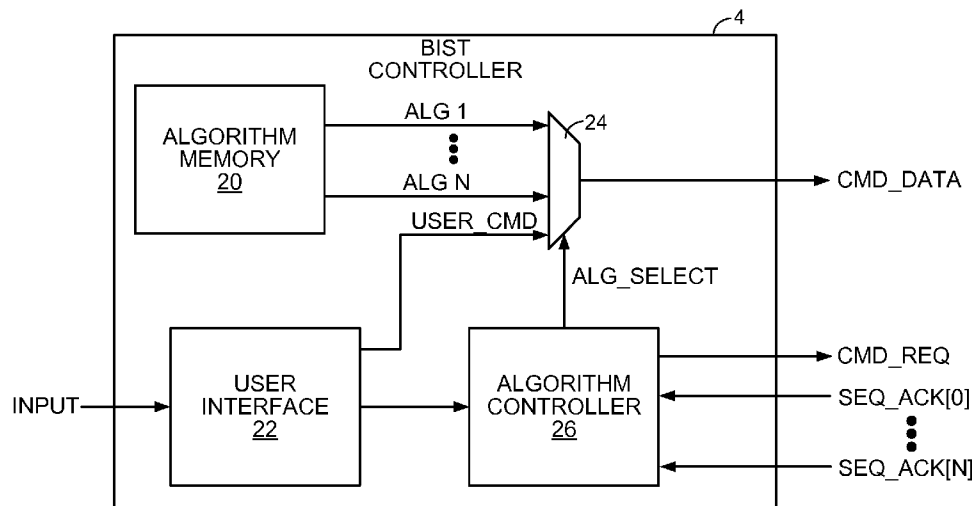 4
BIST
CONTROLLER
ALGORITHM
MEMORY
20
ALG 1
ALG N
USER_CMD
24
CMD_DATA
ALG_SELECT
INPUT
USER
INTERFACE
22
ALGORITHM
CONTROLLER
26
CMD_REQ
SEQ_ACK[0]
SEQ_ACK[N]